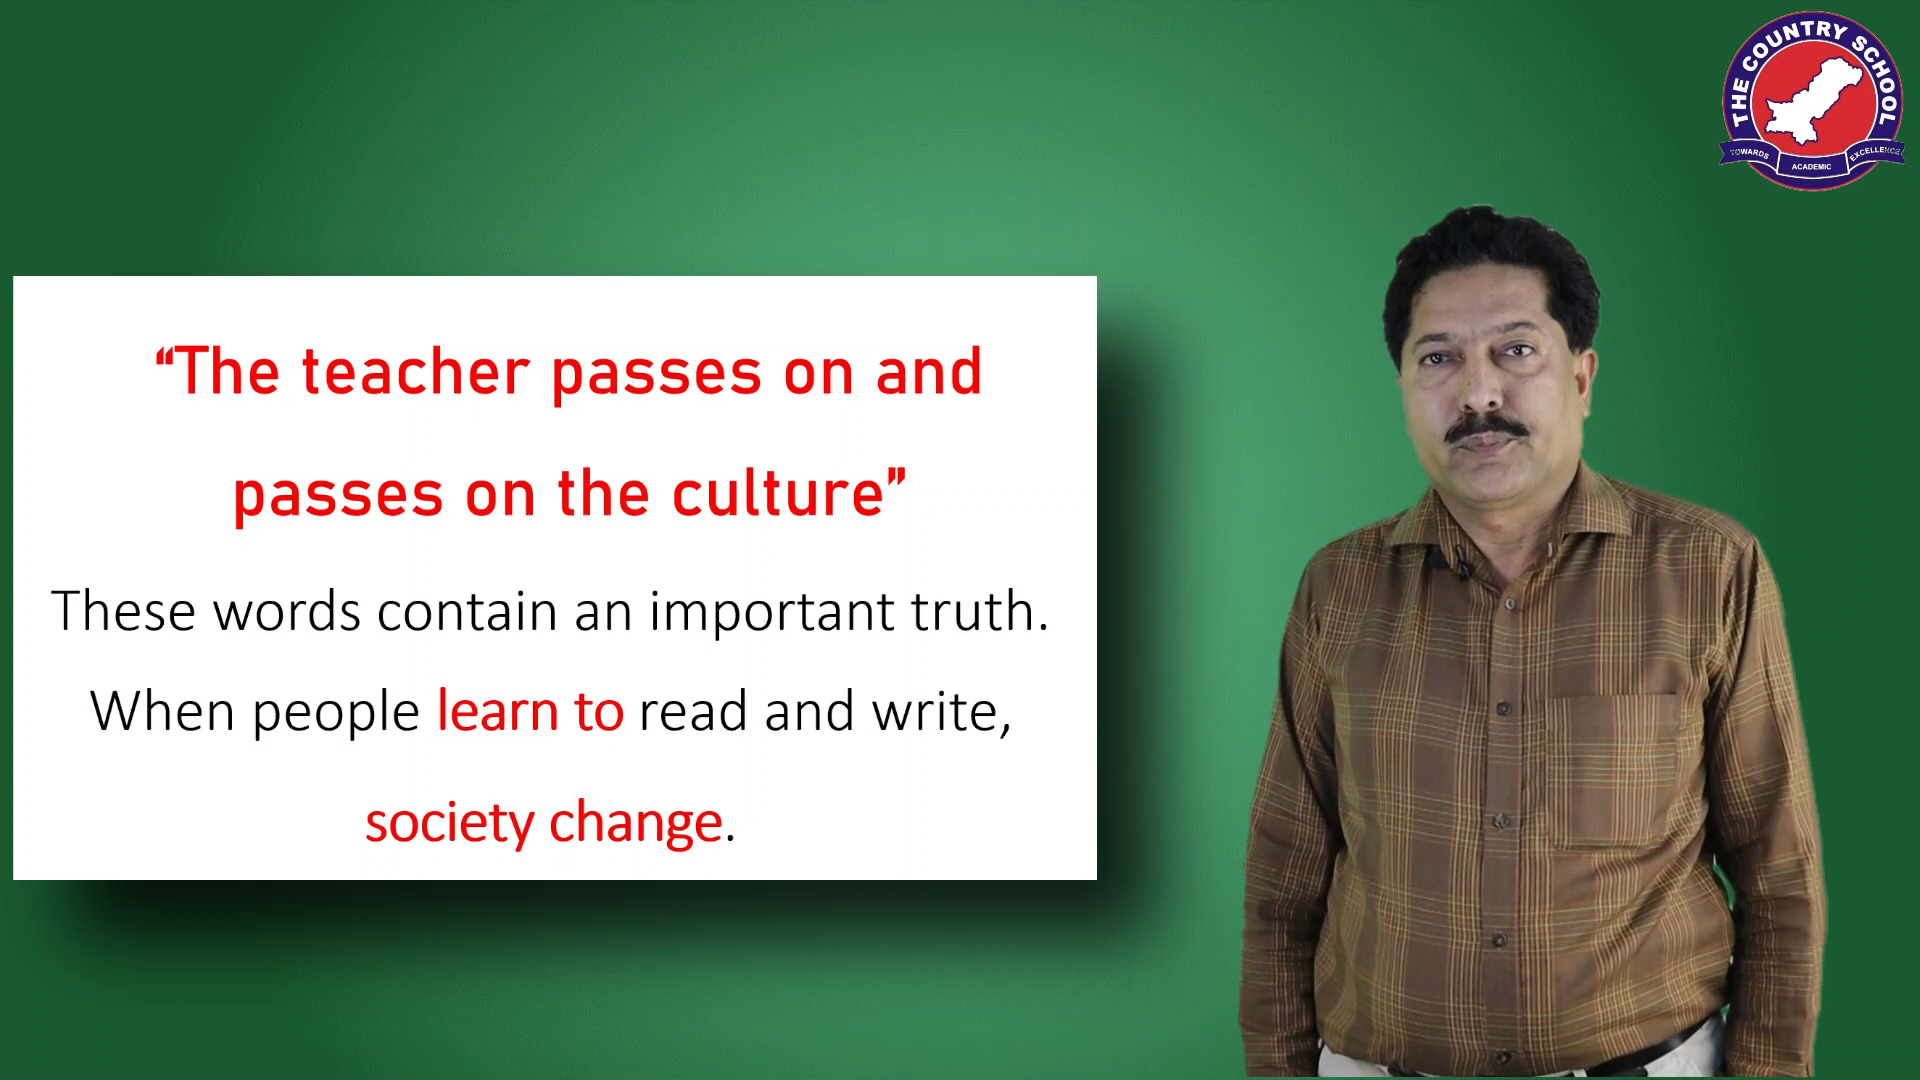 THE COUNTRY SCHOOL
TOWARDS ACADEMIC EXCELLENCE
“The teacher passes on and
passes on the culture”
These words contain an important truth.
When people learn to read and write,
society change.